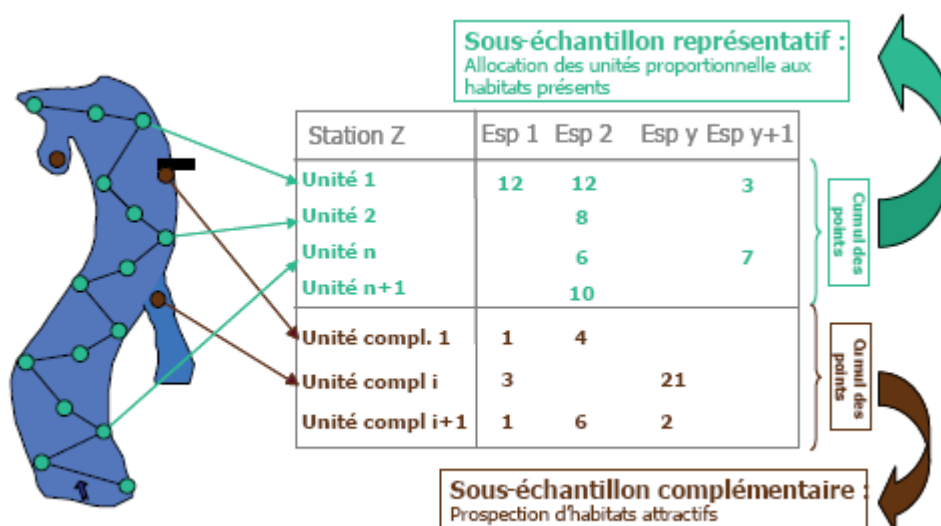 Sous-échantillon représentatif :
Allocation des unités proportionnelle aux
habitats présents
Station Z Esp 1 Esp 2 Esp y Esp y+1
Unité 1 12 12 3
Unité 2 8
Unité n 6 7
Unité n+1 10
Cumul des
points
Unité compl. 1 1 4
Unité compl i 3 21
Unité compl i+1 1 6 2
Cumul des
points
Sous-échantillon complémentaire :
Prospection d'habitats attractifs